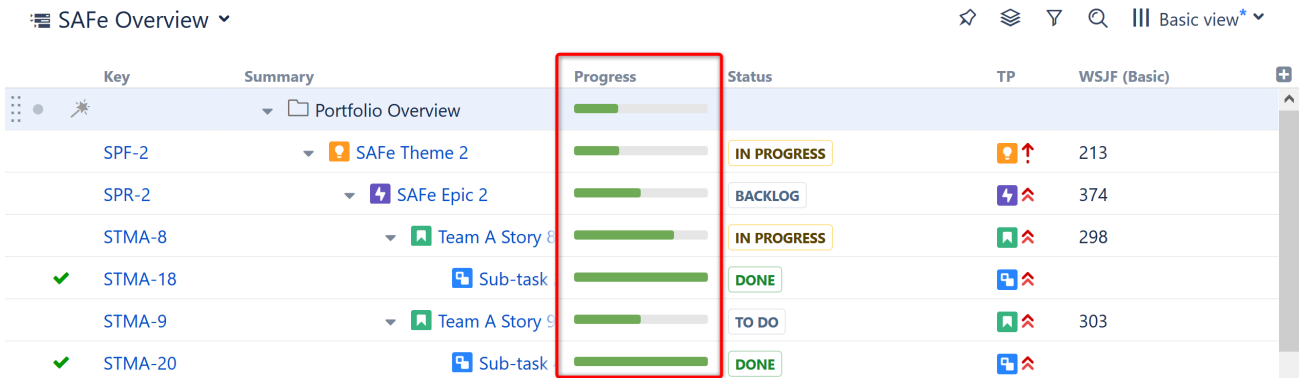 SAFe Overview
Basic view*
Key Summary Progress Status TP WSJF (Basic)
Portfolio Overview
SPF-2 SAFe Theme 2 IN PROGRESS 213
SPR-2 SAFe Epic 2 BACKLOG 374
STMA-8 Team A Story 8 IN PROGRESS 298
STMA-18 Sub-task DONE
STMA-9 Team A Story 9 TO DO 303
STMA-20 Sub-task DONE